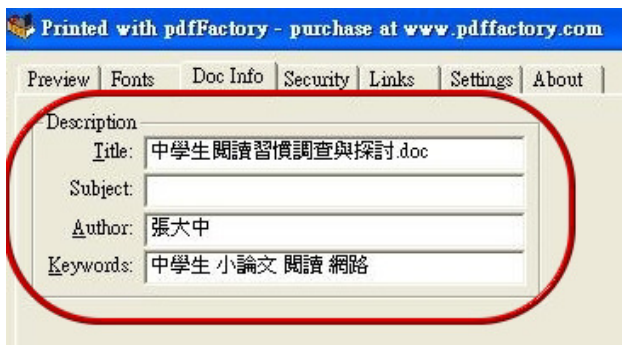 Printed with pdfFactory - purchase at www.pdffactory.com
Preview Fonts Doc Info Security Links Settings About
Description
Title: 中學生閱讀習慣調查與探討.doc
Subject:
Author: 張大中
Keywords: 中學生 小論文 閱讀 網路